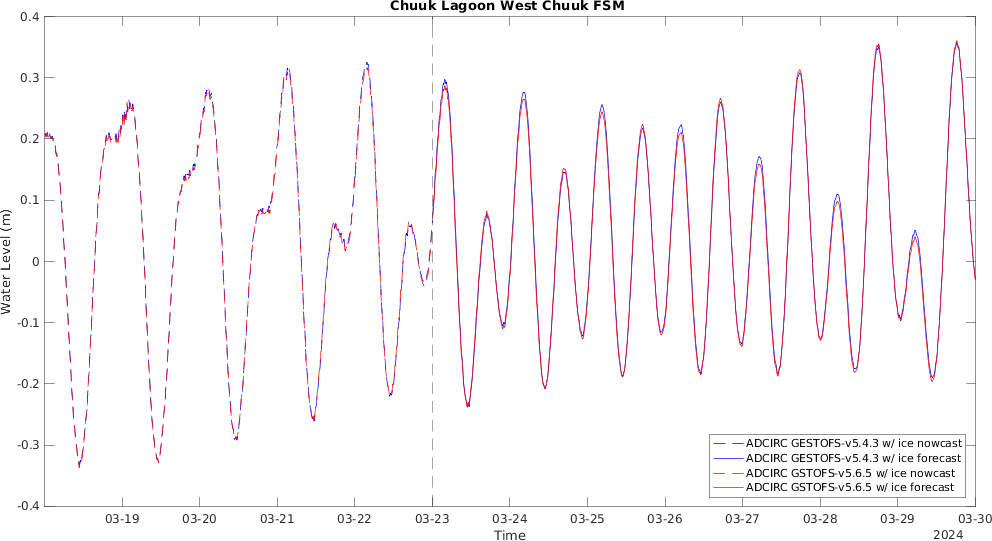 Chuuk Lagoon West Chuuk FSM
0.4
0.3
0.2
0.1
0
-0.1
-0.2
-0.3
-0.4
Water Level (m)
ADCIRC GESTOFS-v5.4.3 w/ ice nowcast
ADCIRC GESTOFS-v5.4.3 w/ ice forecast
ADCIRC GSTOFS-v5.6.5 w/ ice nowcast
ADCIRC GSTOFS-v5.6.5 w/ ice forecast
03-19 03-20 03-21 03-22 03-23 03-24 03-25 03-26 03-27 03-28 03-29 03-30
Time
2024